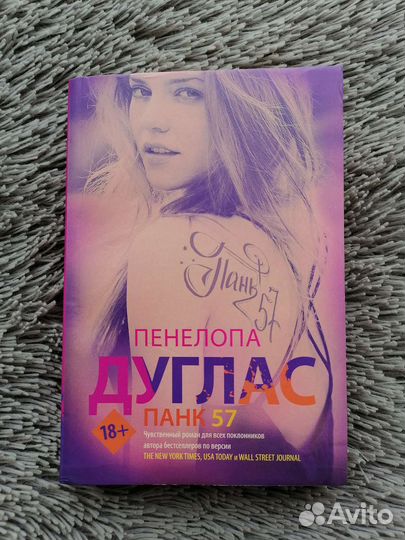 Панк
57
ПЕНЕЛОПА
ДУГЛАС
ПАНК 57
18+
Чувственный роман для всех поклонников
автора бестселлеров по версии
THE NEW YORK TIMES, USA TODAY и WALL STREET JOURNAL
Avito